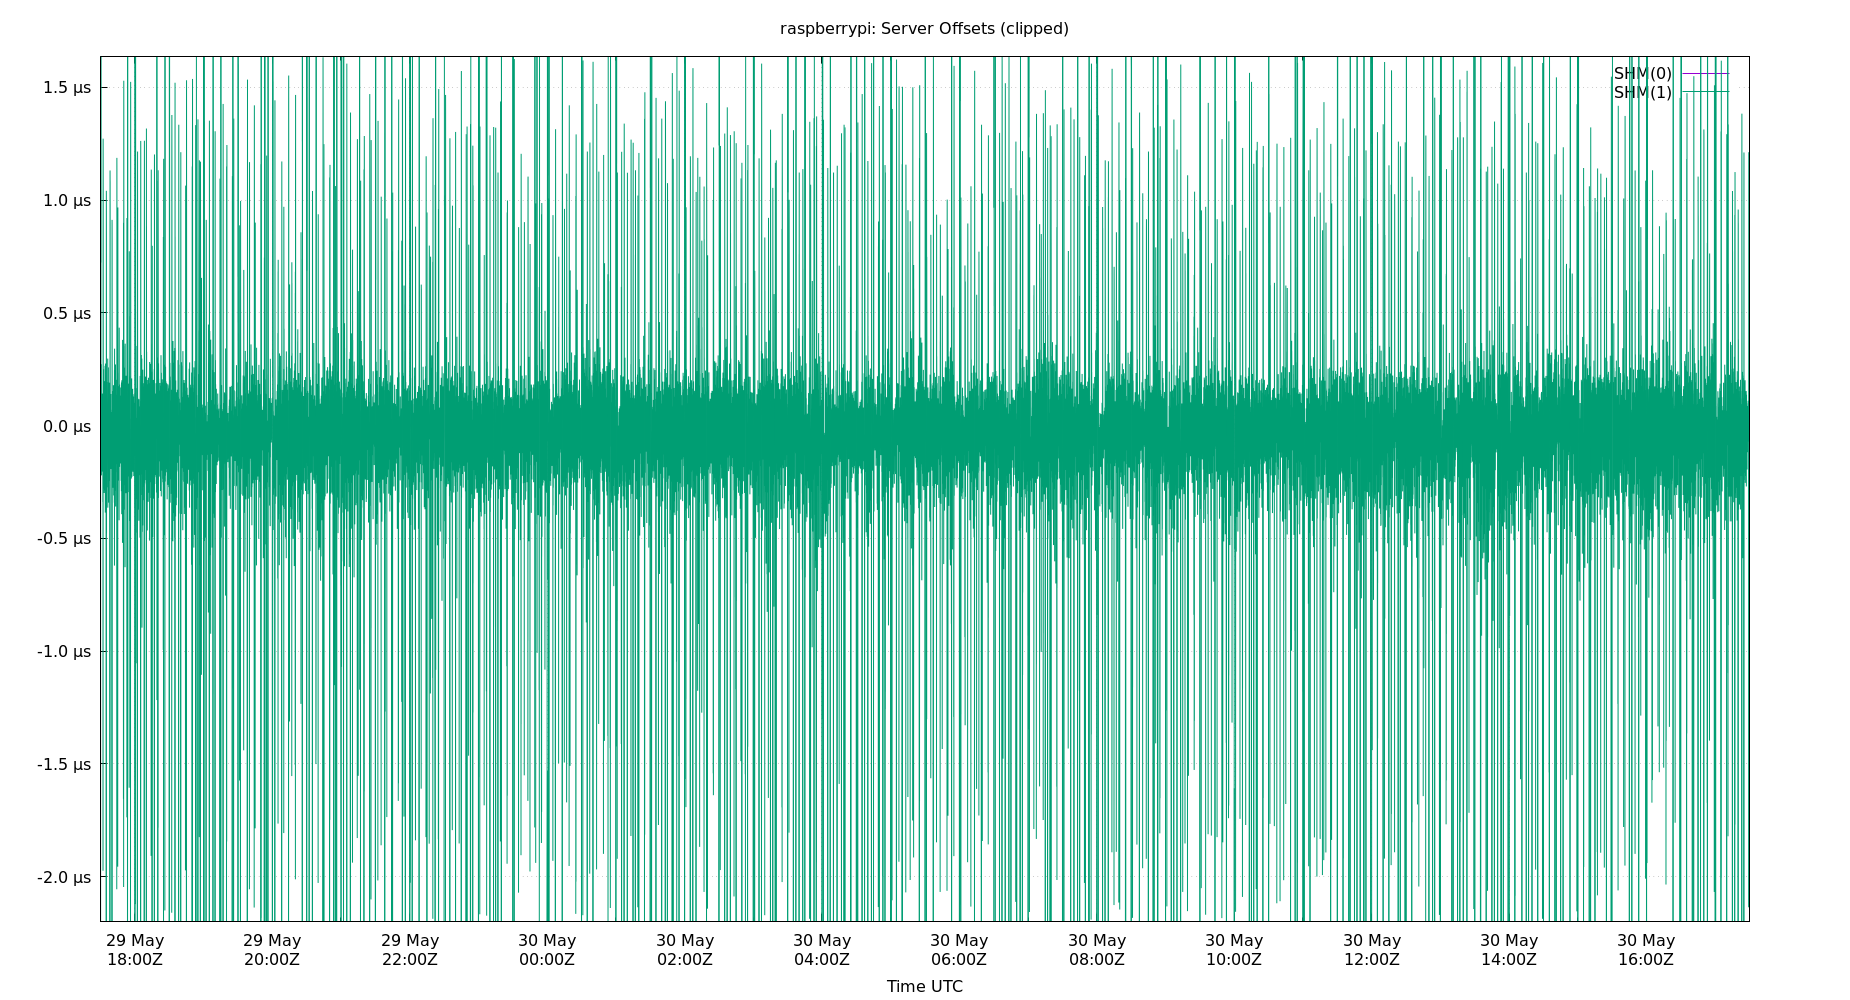 raspberrypi: Server Offsets (clipped)
SHM(0)
SHM(1)
1.5 µs
1.0 µs
0.5 µs
0.0 µs
-0.5 µs
-1.0 µs
-1.5 µs
-2.0 µs
29 May 29 May 29 May 30 May 30 May 30 May 30 May 30 May 30 May 30 May 30 May 30 May
18:00Z 20:00Z 22:00Z 00:00Z 02:00Z 04:00Z 06:00Z 08:00Z 10:00Z 12:00Z 14:00Z 16:00Z
Time UTC